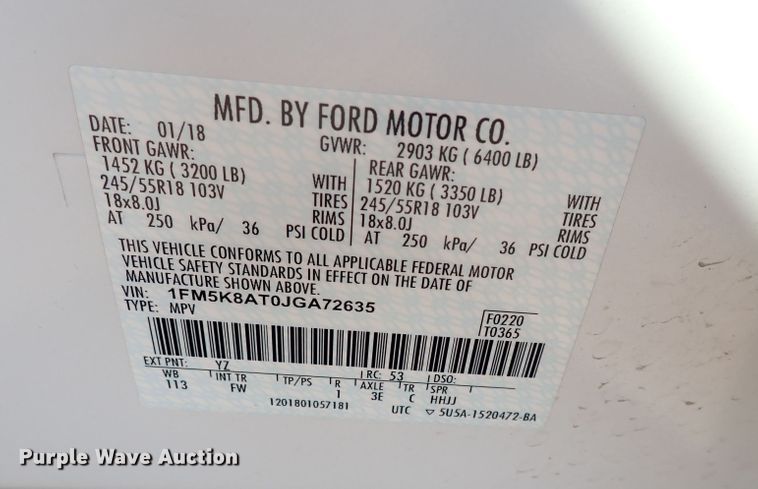 MFD. BY FORD MOTOR CO.
DATE: 01/18 GVWR: 2903 KG ( 6400 LB)
FRONT GAWR: REAR GAWR:
1452 KG ( 3200 LB) WITH 1520 KG ( 3350 LB) WITH
245/55R18 103V TIRES 245/55R18 103V TIRES
18x8.0J RIMS 18x8.0J RIMS
AT 250 kPa/ 36 PSI COLD AT 250 kPa/ 36 PSI COLD
THIS VEHICLE CONFORMS TO ALL APPLICABLE FEDERAL MOTOR
VEHICLE SAFETY STANDARDS IN EFFECT ON THE DATE OF
MANUFACTURE SHOWN ABOVE.
VIN: 1FM5K8AT0JGA72635 F0220
TYPE: MPV T0365
EXT PNT: YZ RC: 53 DSO:
WB INT TR TP/PS R AXLE TR SPR
113 FW 1 3E C HHJJ
1201801057181 UTC ▽ 5U5A-1520472-BA
Purple Wave Auction